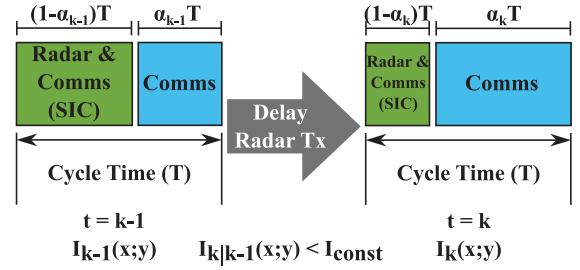 (1-αk-1)T αk-1T (1-αk)T αkT
Radar & Comms (SIC)
Comms
Delay Radar Tx
Radar & Comms (SIC)
Comms
Cycle Time (T) Cycle Time (T)
t = k-1 t = k
Ik-1(x;y) Ik|k-1(x;y) < Iconst Ik(x;y)